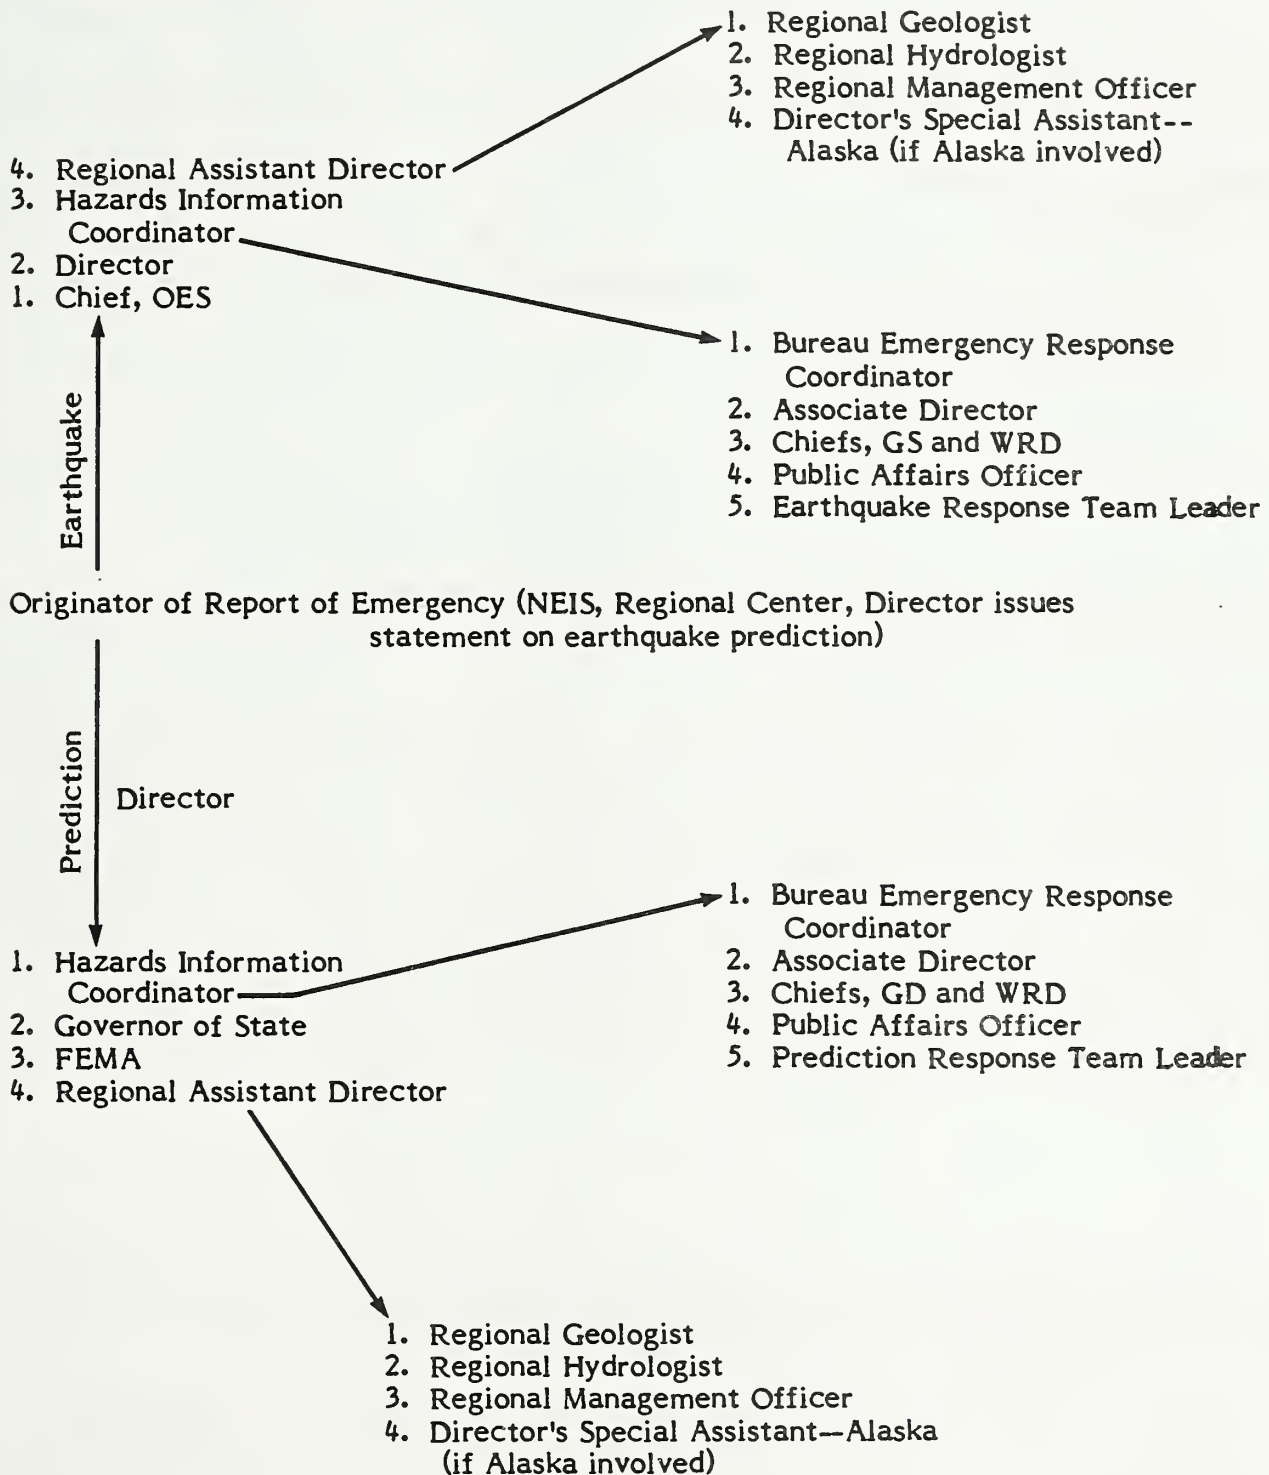 1. Regional Geologist
2. Regional Hydrologist
3. Regional Management Officer
4. Director's Special Assistant--
Alaska (if Alaska involved)
4. Regional Assistant Director
3. Hazards Information
Coordinator
2. Director
1. Chief, OES
1. Bureau Emergency Response
Coordinator
2. Associate Director
3. Chiefs, GS and WRD
4. Public Affairs Officer
5. Earthquake Response Team Leader
Earthquake
Originator of Report of Emergency (NEIS, Regional Center, Director issues
statement on earthquake prediction)
Prediction
Director
1. Bureau Emergency Response
Coordinator
2. Associate Director
3. Chiefs, GD and WRD
4. Public Affairs Officer
5. Prediction Response Team Leader
1. Hazards Information
Coordinator
2. Governor of State
3. FEMA
4. Regional Assistant Director
1. Regional Geologist
2. Regional Hydrologist
3. Regional Management Officer
4. Director's Special Assistant—Alaska
(if Alaska involved)